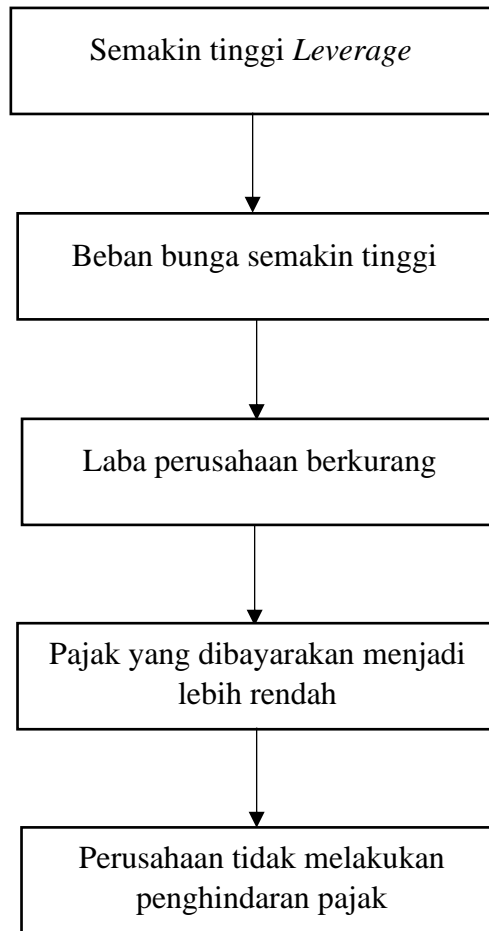 Semakin tinggi Leverage
Beban bunga semakin tinggi
Laba perusahaan berkurang
Pajak yang dibayarakan menjadi
lebih rendah
Perusahaan tidak melakukan
penghindaran pajak